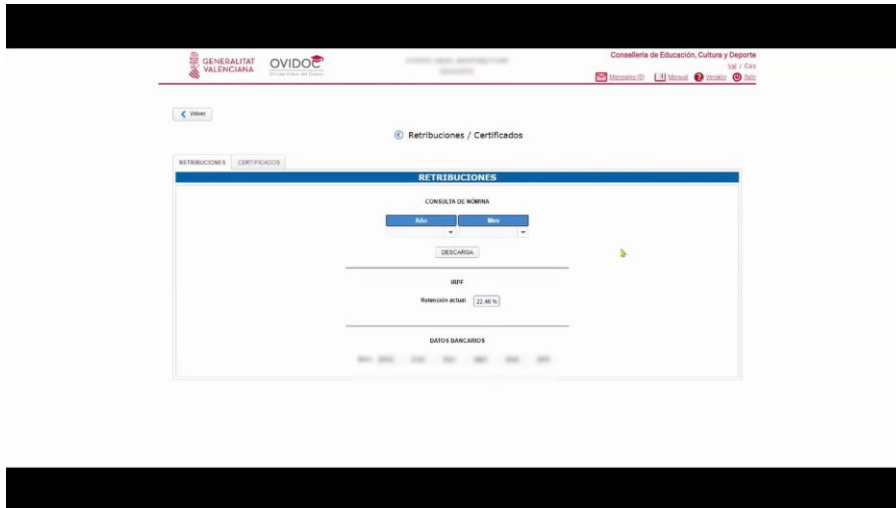 GENERALITAT
VALENCIANA
OVIDOC
Conselleria de Educación, Cultura y Deporte
Val / Cas
Mensajes (0) Manual Versión Salir
Volver
Retribuciones / Certificados
RETRIBUCIONES CERTIFICADOS
RETRIBUCIONES
CONSULTA DE NÓMINA
Año Mes
DESCARGA
IRPF
Retención actual 22,46 %
DATOS BANCARIOS